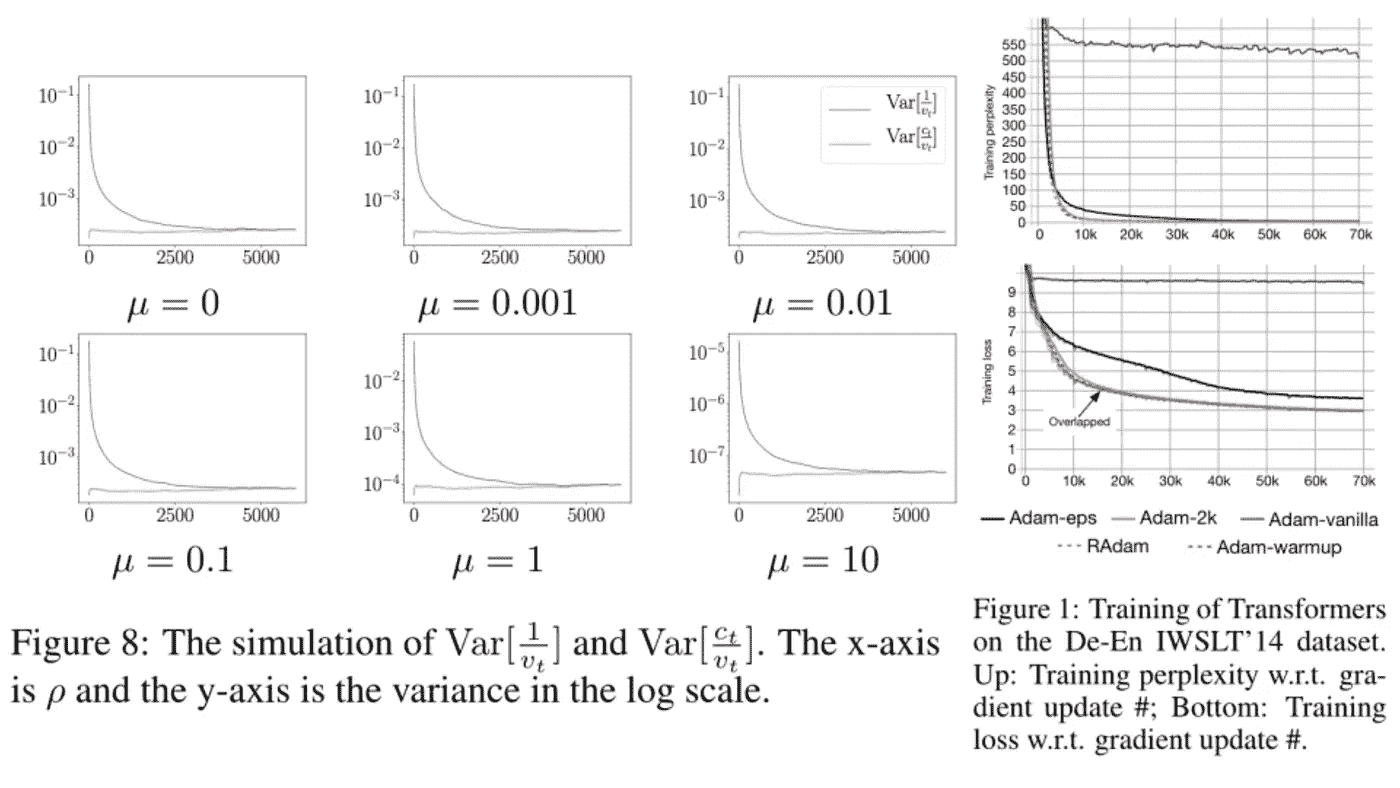 10⁻¹
10⁻²
10⁻³
0 2500 5000
μ = 0
10⁻¹
10⁻²
10⁻³
0 2500 5000
μ = 0.001
10⁻¹
10⁻²
10⁻³
Var[1/vₜ]
Var[cₜ/vₜ]
0 2500 5000
μ = 0.01
10⁻¹
10⁻²
10⁻³
0 2500 5000
μ = 0.1
10⁻²
10⁻³
10⁻⁴
0 2500 5000
μ = 1
10⁻⁵
10⁻⁶
10⁻⁷
0 2500 5000
μ = 10
Figure 8: The simulation of Var[1/vₜ] and Var[cₜ/vₜ]. The x-axis
is ρ and the y-axis is the variance in the log scale.
Training perplexity
550
500
450
400
350
300
250
200
150
100
50
0
0 10k 20k 30k 40k 50k 60k 70k
Training loss
9
8
7
6
5
4
3
2
1
0
Overlapped
0 10k 20k 30k 40k 50k 60k 70k
Adam-eps Adam-2k Adam-vanilla
RAdam Adam-warmup
Figure 1: Training of Transformers
on the De-En IWSLT’14 dataset.
Up: Training perplexity w.r.t. gra-
dient update #; Bottom: Training
loss w.r.t. gradient update #.